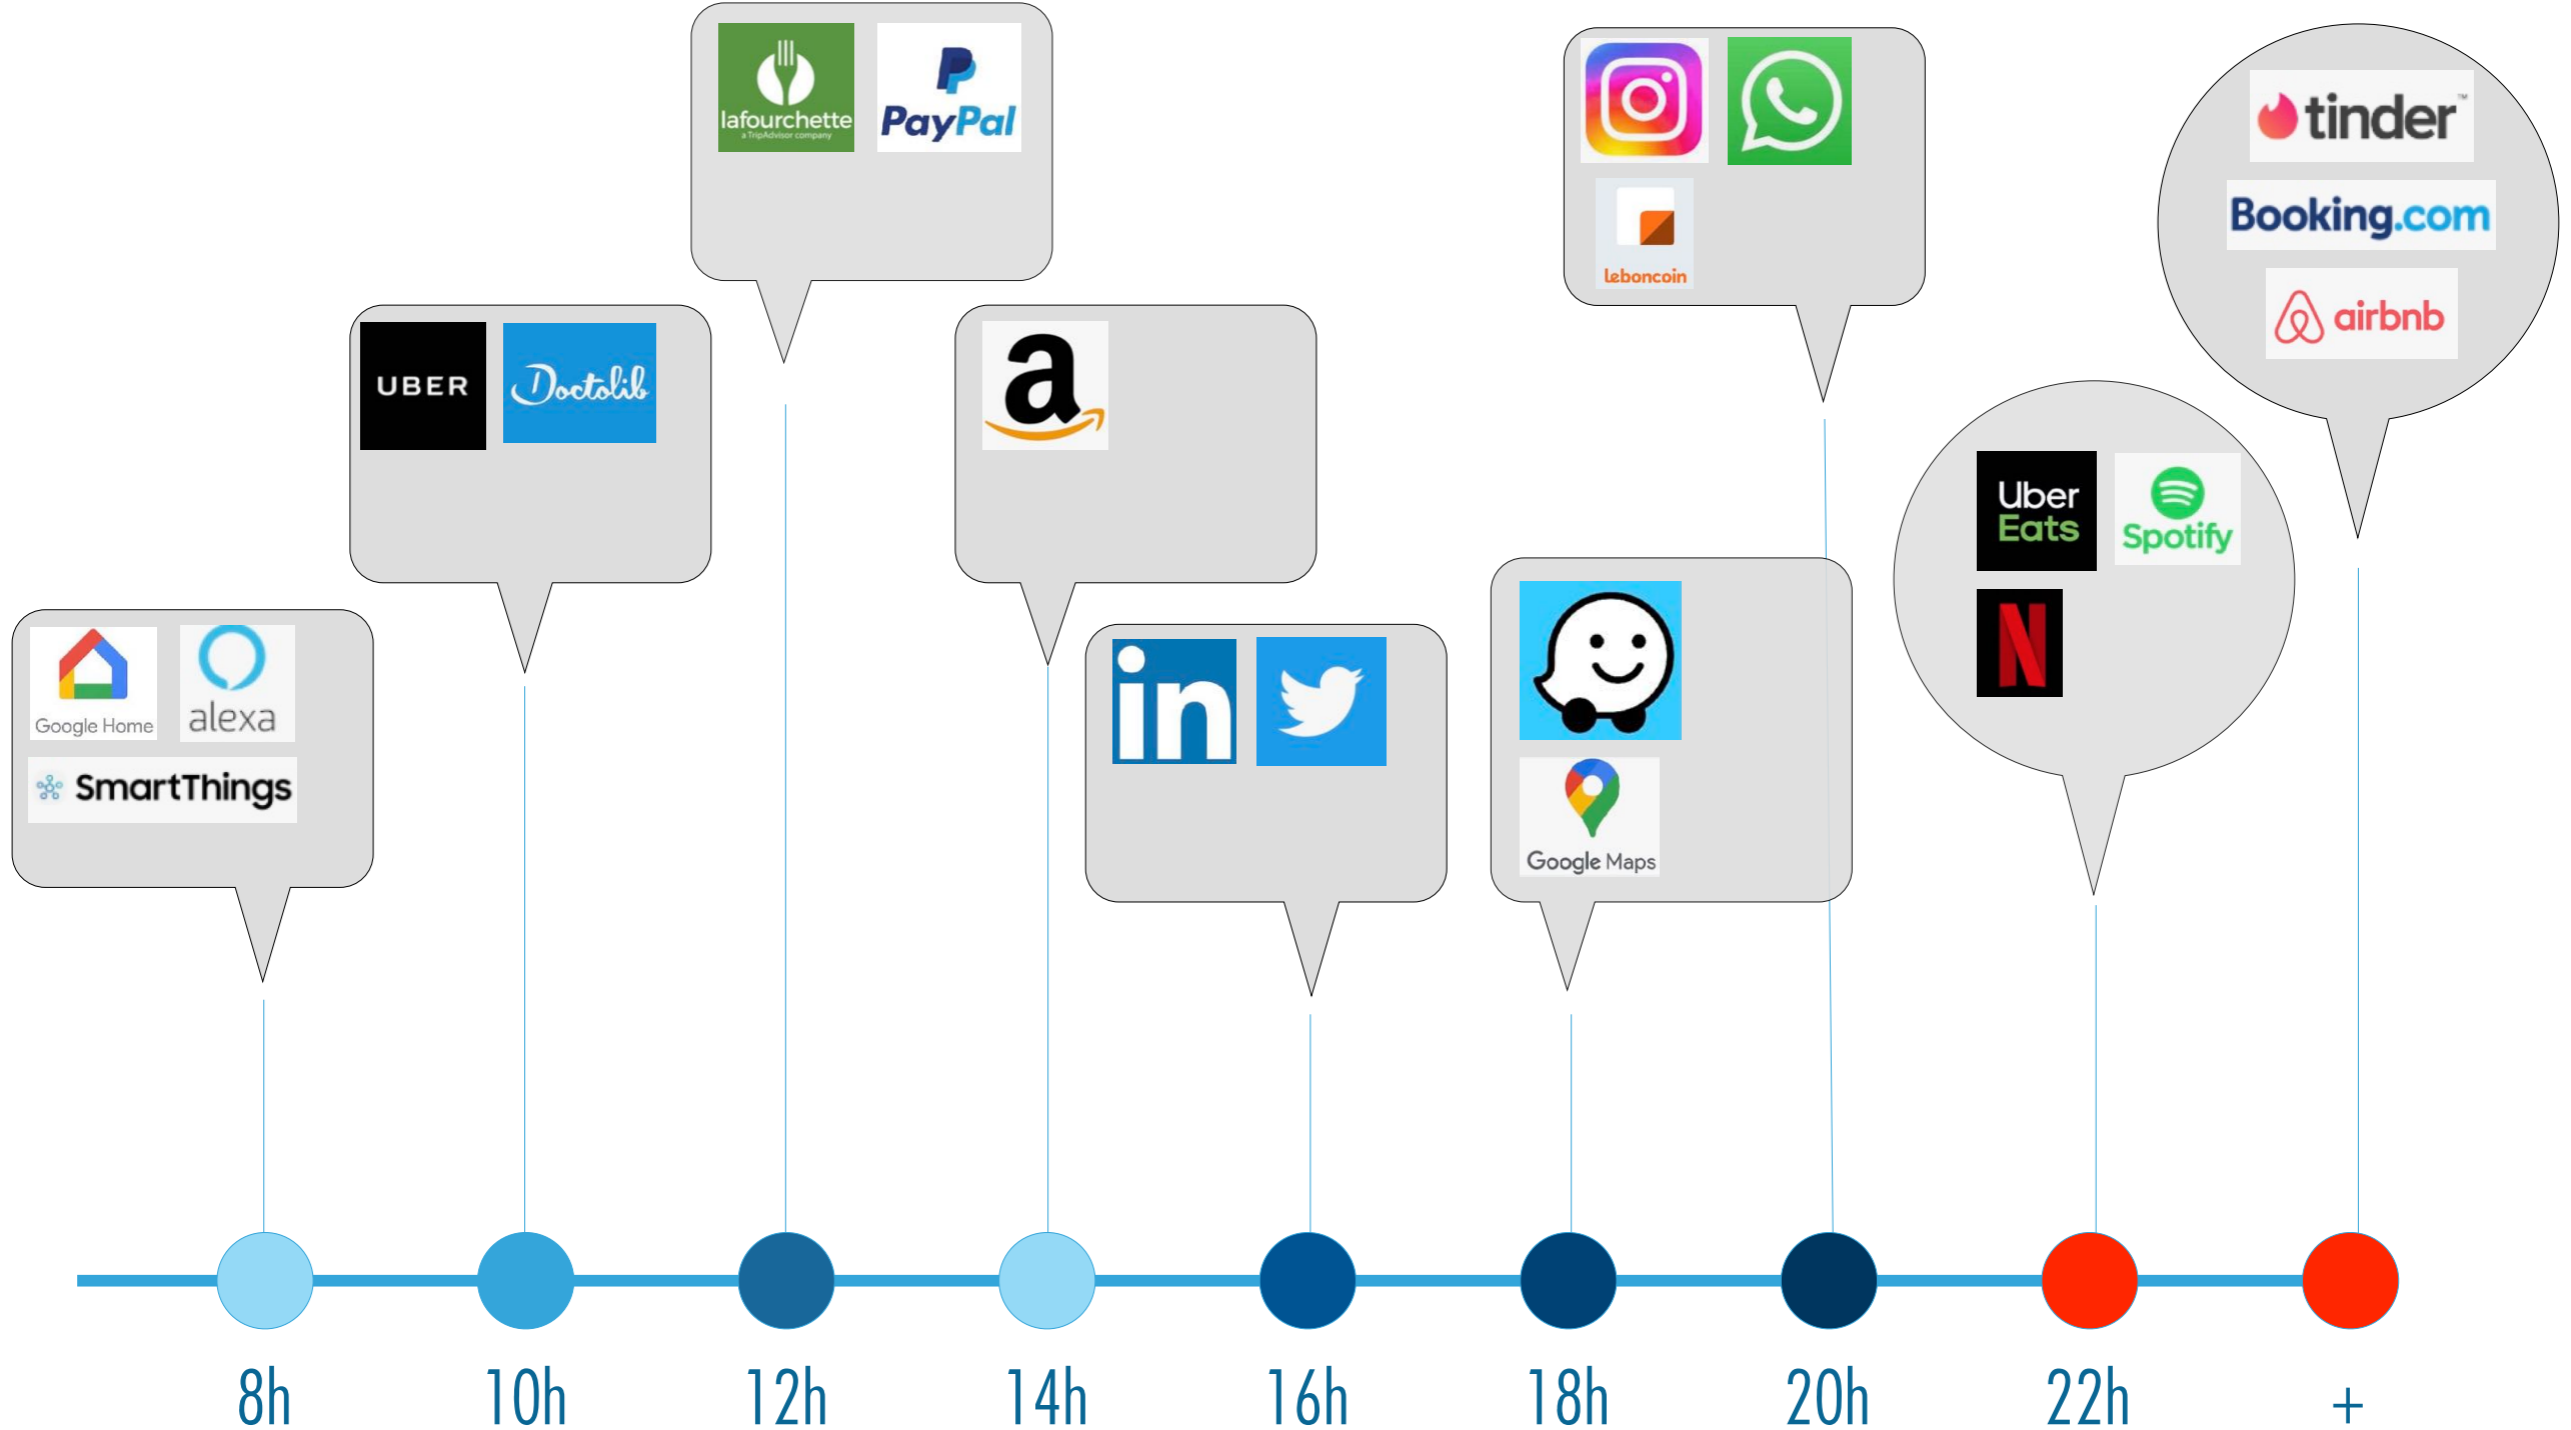 lafourchette
a TripAdvisor company
PayPal
leboncoin
tinder™
Booking.com
airbnb
UBER
Doctolib
a
Uber
Eats
Spotify
N
Google Home
alexa
SmartThings
in
Google Maps
8h
10h
12h
14h
16h
18h
20h
22h
+